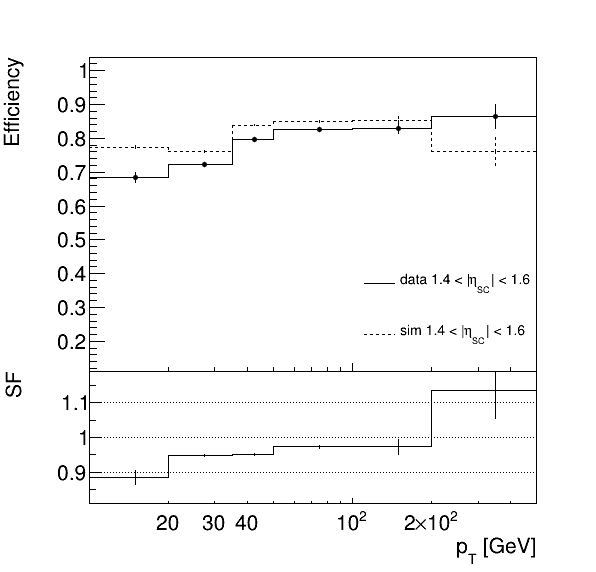 Efficiency
1
0.9
0.8
0.7
0.6
0.5
0.4
0.3
0.2
data 1.4 < |η_SC| < 1.6
sim 1.4 < |η_SC| < 1.6
SF
1.1
1
0.9
20 30 40 10² 2×10²
p_T [GeV]